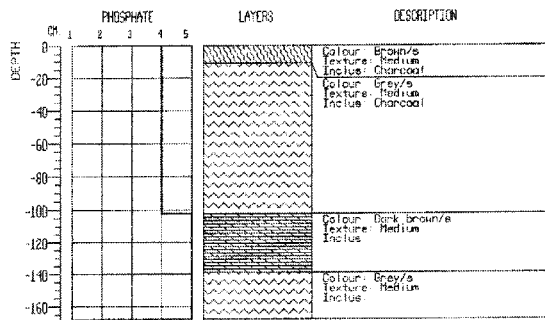 PHOSPHATE LAYERS DESCRIPTION
CM. 1 2 3 4 5
DEPTH
0
-20
-40
-60
-80
-100
-120
-140
-160
Colour: Brown/s
Texture: Medium
Inclus: Charcoal
Colour: Grey/s
Texture: Medium
Inclus: Charcoal
Colour: Dark brown/s
Texture: Medium
Inclus:
Colour: Grey/s
Texture: Medium
Inclus: